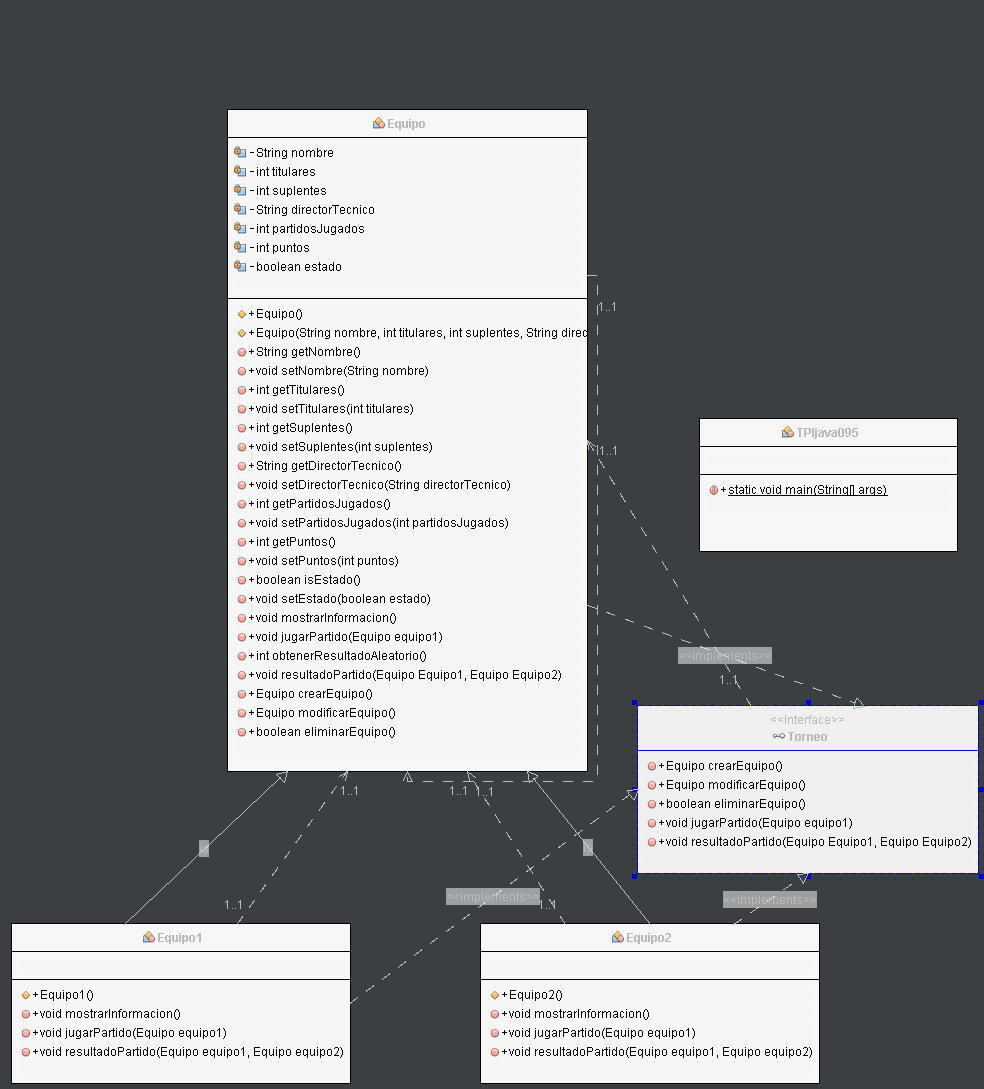 Equipo
-String nombre
-int titulares
-int suplentes
-String directorTecnico
-int partidosJugados
-int puntos
-boolean estado
+Equipo()
+Equipo(String nombre, int titulares, int suplentes, String direc
+String getNombre()
+void setNombre(String nombre)
+int getTitulares()
+void setTitulares(int titulares)
+int getSuplentes()
+void setSuplentes(int suplentes)
+String getDirectorTecnico()
+void setDirectorTecnico(String directorTecnico)
+int getPartidosJugados()
+void setPartidosJugados(int partidosJugados)
+int getPuntos()
+void setPuntos(int puntos)
+boolean isEstado()
+void setEstado(boolean estado)
+void mostrarInformacion()
+void jugarPartido(Equipo equipo1)
+int obtenerResultadoAleatorio()
+void resultadoPartido(Equipo Equipo1, Equipo Equipo2)
+Equipo crearEquipo()
+Equipo modificarEquipo()
+boolean eliminarEquipo()
1..1
1..1
TPIjava095
+static void main(String[] args)
<<implements>>
1..1
<<interface>>
Torneo
+Equipo crearEquipo()
+Equipo modificarEquipo()
+boolean eliminarEquipo()
+void jugarPartido(Equipo equipo1)
+void resultadoPartido(Equipo Equipo1, Equipo Equipo2)
1..1
1..1
1..1
<<implements>>
<<implements>>
1..1
1..1
Equipo1
+Equipo1()
+void mostrarInformacion()
+void jugarPartido(Equipo equipo1)
+void resultadoPartido(Equipo equipo1, Equipo equipo2)
Equipo2
+Equipo2()
+void mostrarInformacion()
+void jugarPartido(Equipo equipo1)
+void resultadoPartido(Equipo equipo1, Equipo equipo2)